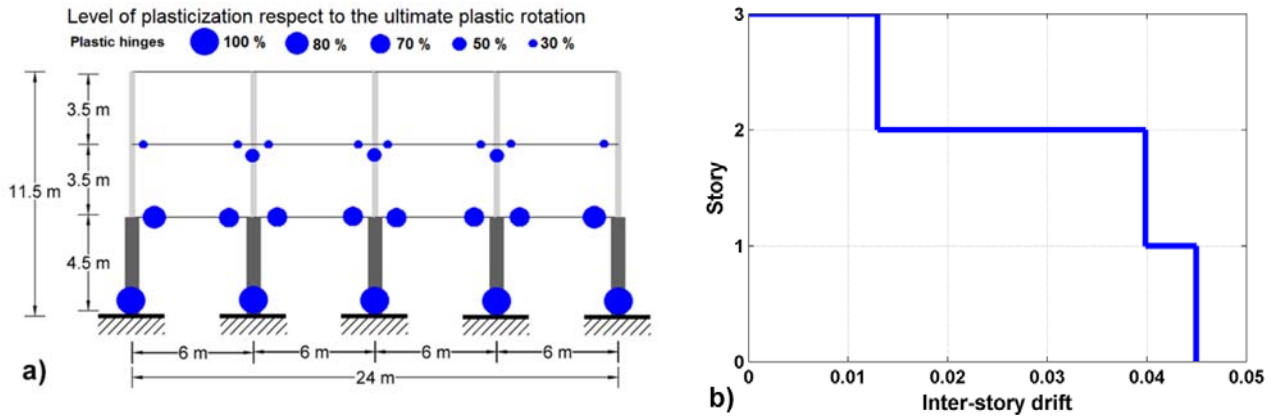 Level of plasticization respect to the ultimate plastic rotation
Plastic hinges 100 % 80 % 70 % 50 % 30 %
3.5 m
3.5 m
11.5 m
4.5 m
6 m 6 m 6 m 6 m
24 m
a)
3
2
1
0
Story
0 0.01 0.02 0.03 0.04 0.05
Inter-story drift
b)